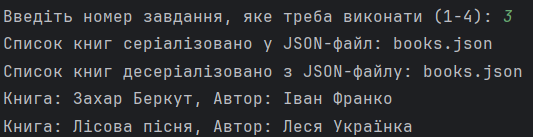 Введіть номер завдання, яке треба виконати (1-4): 3
Список книг серіалізовано у JSON-файл: books.json
Список книг десеріалізовано з JSON-файлу: books.json
Книга: Захар Беркут, Автор: Іван Франко
Книга: Лісова пісня, Автор: Леся Українка